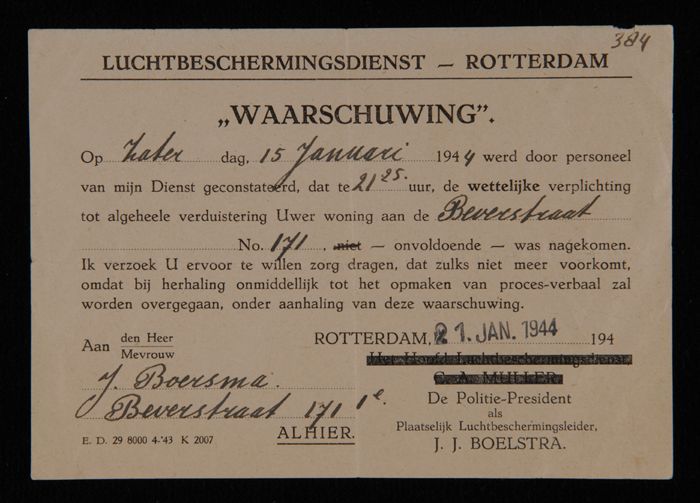 384
LUCHTBESCHERMINGSDIENST — ROTTERDAM
„WAARSCHUWING”.
Op Zater dag, 15 Januari 1944 werd door personeel
van mijn Dienst geconstateerd, dat te 21 25. uur, de wettelijke verplichting
tot algeheele verduistering Uwer woning aan de Beverstraat
No. 171, niet — onvoldoende — was nagekomen.
Ik verzoek U ervoor te willen zorg dragen, dat zulks niet meer voorkomt,
omdat bij herhaling onmiddellijk tot het opmaken van proces-verbaal zal
worden overgegaan, onder aanhaling van deze waarschuwing.
Aan den Heer
Mevrouw
J. Boersma.
Beverstraat 171 1e.
ALHIER.
E. D. 29 8000 4-'43 K 2007
ROTTERDAM, 21. JAN. 1944 194
Het Hoofd Luchtbeschermingsdienst,
C. A. MULLER.
De Politie-President
als
Plaatselijk Luchtbeschermingsleider,
J. J. BOELSTRA.